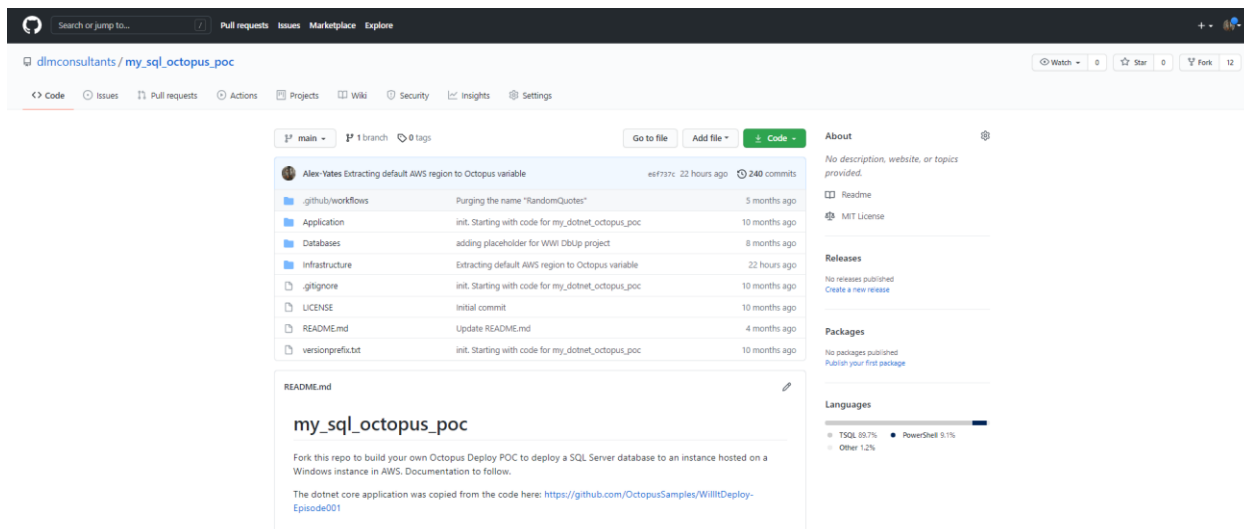 Search or jump to... /
Pull requests Issues Marketplace Explore
dlmconsultants / my_sql_octopus_poc
Watch 0 Star 0 Fork 12
Code Issues Pull requests Actions Projects Wiki Security Insights Settings
main 1 branch 0 tags Go to file Add file Code
Alex-Yates Extracting default AWS region to Octopus variable e6f737c 22 hours ago 240 commits
.github/workflows Purging the name "RandomQuotes" 5 months ago
Application init. Starting with code for my_dotnet_octopus_poc 10 months ago
Databases adding placeholder for WWI DbUp project 8 months ago
Infrastructure Extracting default AWS region to Octopus variable 22 hours ago
.gitignore init. Starting with code for my_dotnet_octopus_poc 10 months ago
LICENSE Initial commit 10 months ago
README.md Update README.md 4 months ago
versionprefix.txt init. Starting with code for my_dotnet_octopus_poc 10 months ago
README.md
my_sql_octopus_poc
Fork this repo to build your own Octopus Deploy POC to deploy a SQL Server database to an instance hosted on a
Windows instance in AWS. Documentation to follow.
The dotnet core application was copied from the code here: https://github.com/OctopusSamples/WillItDeploy-
Episode001
About
No description, website, or topics
provided.
Readme
MIT License
Releases
No releases published
Create a new release
Packages
No packages published
Publish your first package
Languages
TSQL 89.7% PowerShell 9.1%
Other 1.2%